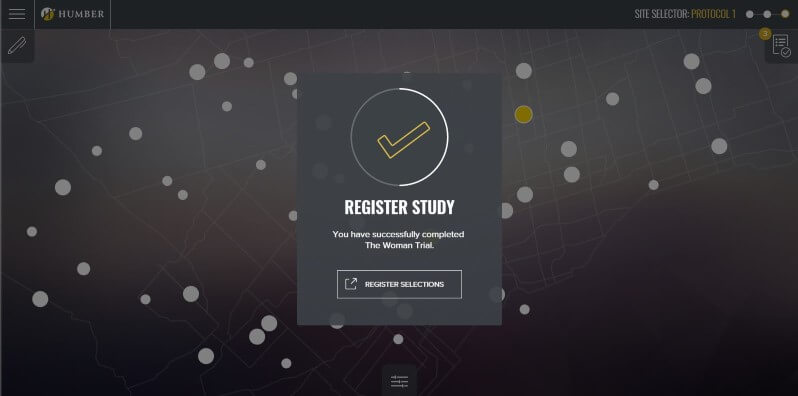 HUMBER
SITE SELECTOR: PROTOCOL 1
3
REGISTER STUDY
You have successfully completed
The Woman Trial.
REGISTER SELECTIONS